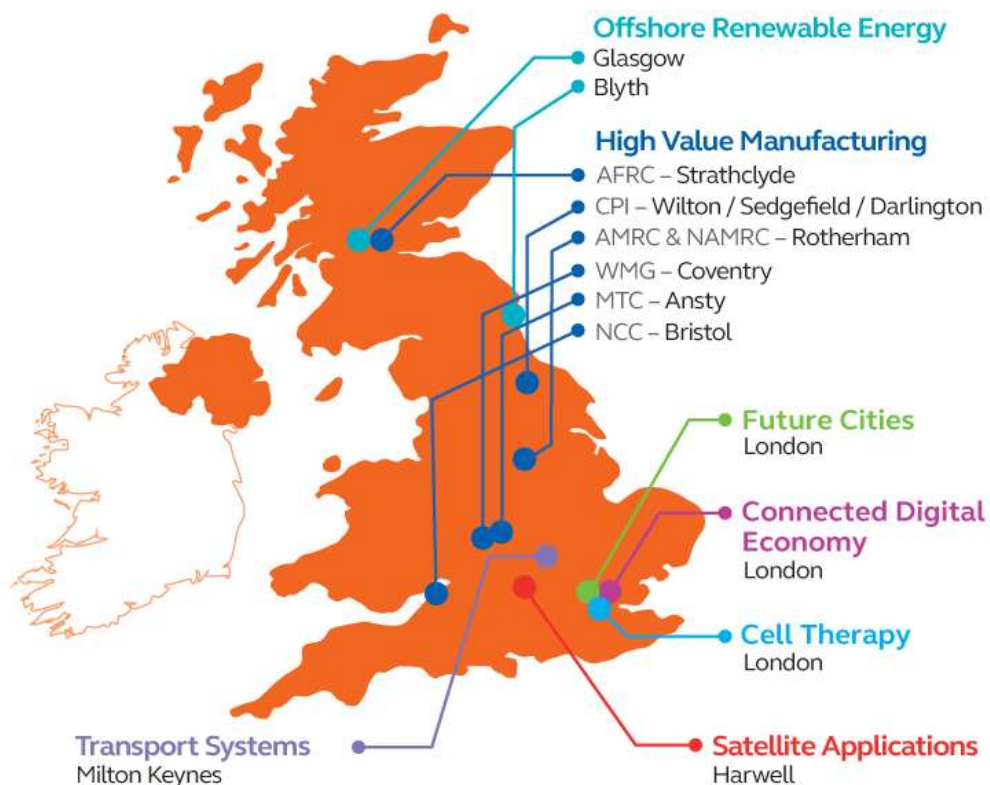 Offshore Renewable Energy
Glasgow
Blyth
High Value Manufacturing
AFRC – Strathclyde
CPI – Wilton / Sedgefield / Darlington
AMRC & NAMRC – Rotherham
WMG – Coventry
MTC – Ansty
NCC – Bristol
Future Cities
London
Connected Digital
Economy
London
Cell Therapy
London
Transport Systems
Milton Keynes
Satellite Applications
Harwell